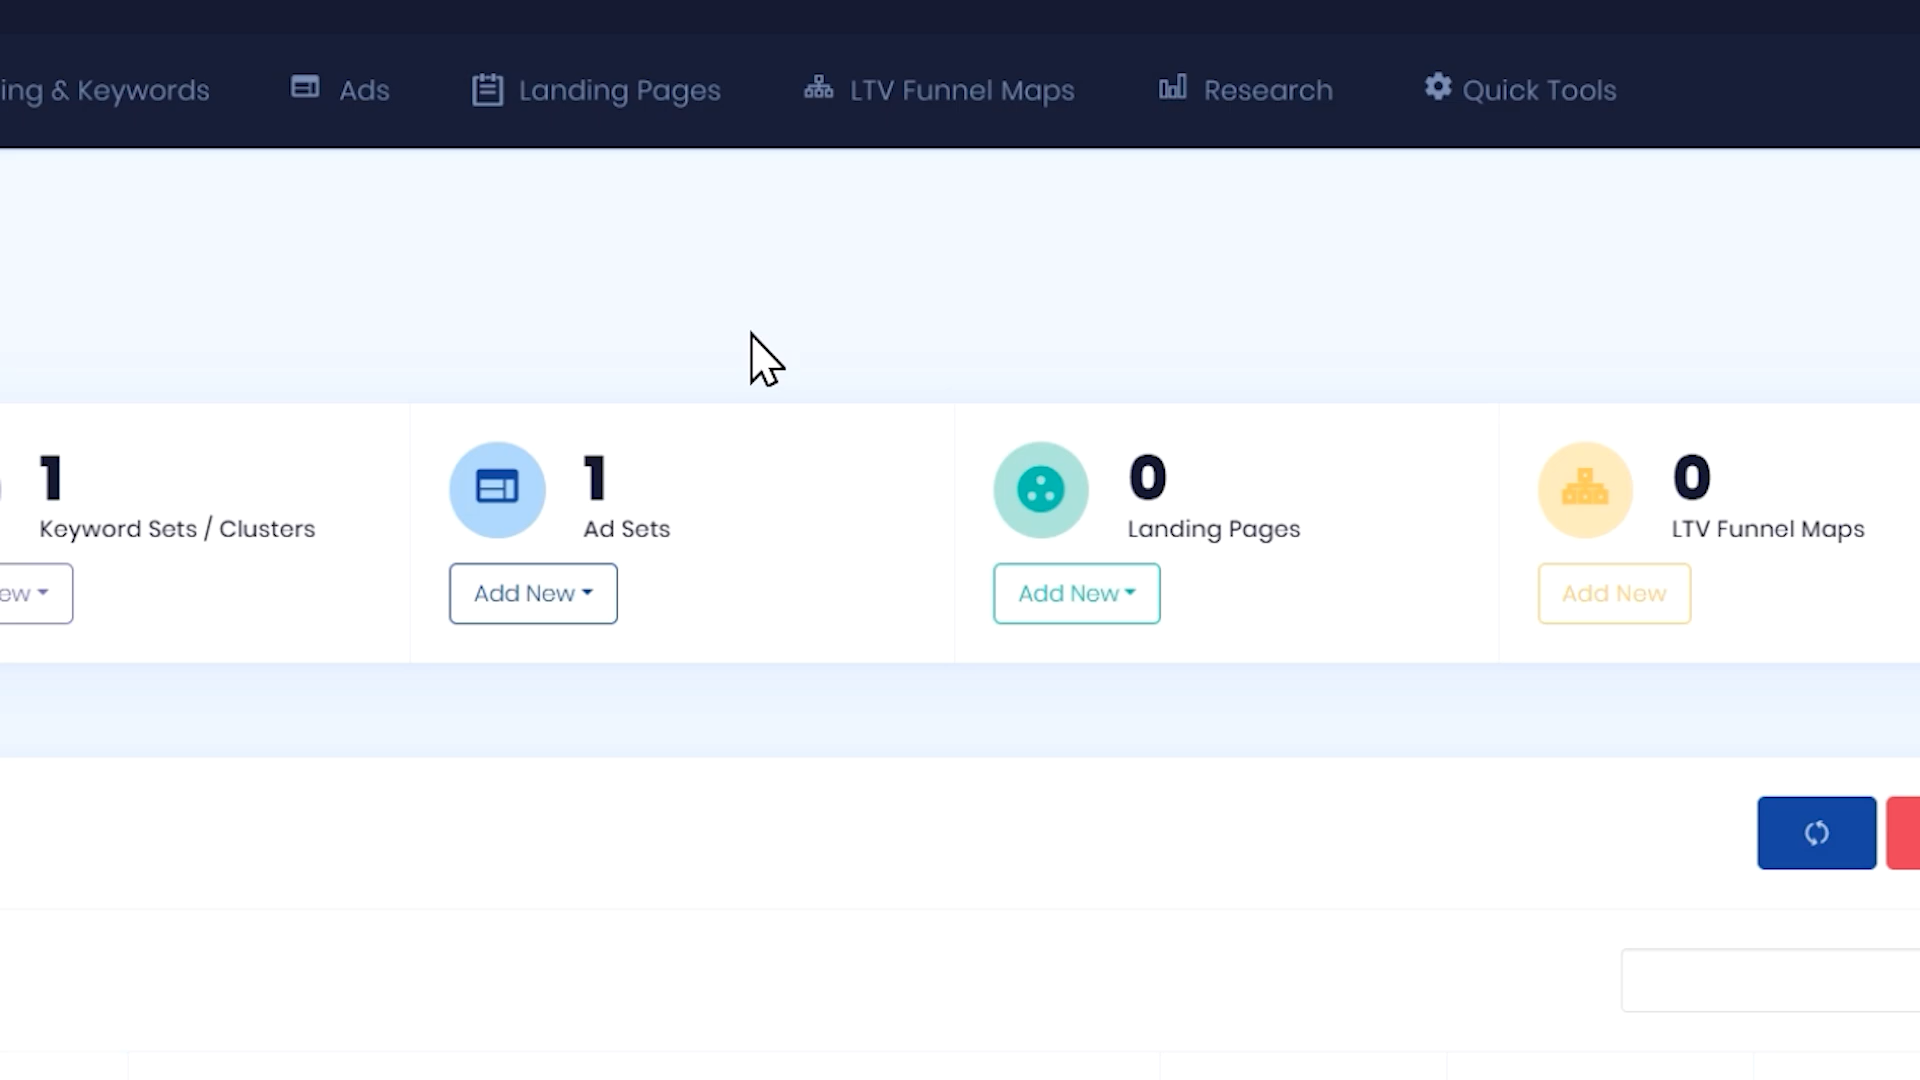 ing & Keywords
Ads
Landing Pages
LTV Funnel Maps
Research
Quick Tools
1
Keyword Sets / Clusters
ew
1
Ad Sets
Add New
0
Landing Pages
Add New
0
LTV Funnel Maps
Add New